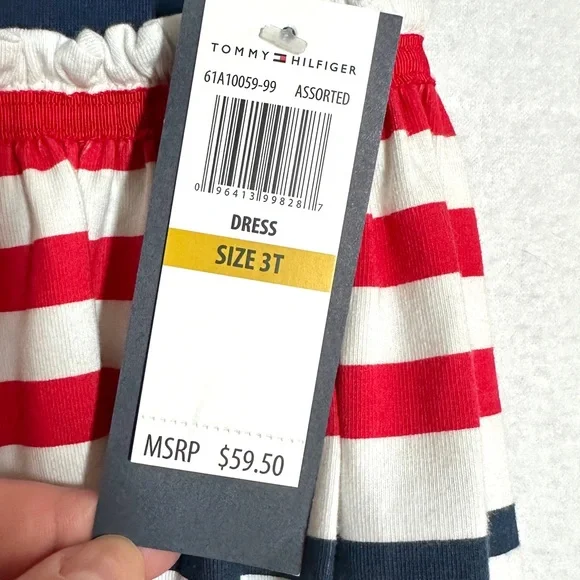 TOMMY HILFIGER
61A10059-99 ASSORTED
0 96413 99828 7
DRESS
SIZE 3T
MSRP $59.50